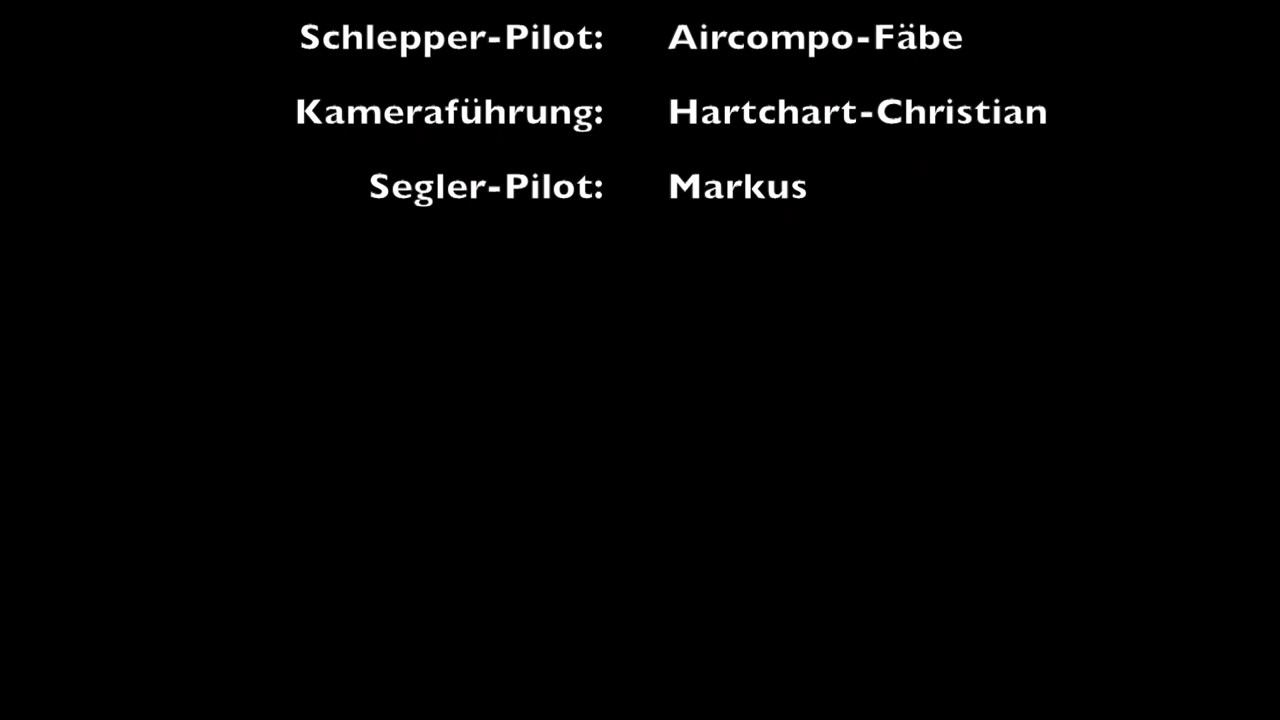 Schlepper-Pilot: Aircompo-Fäbe
Kameraführung: Hartchart-Christian
Segler-Pilot: Markus